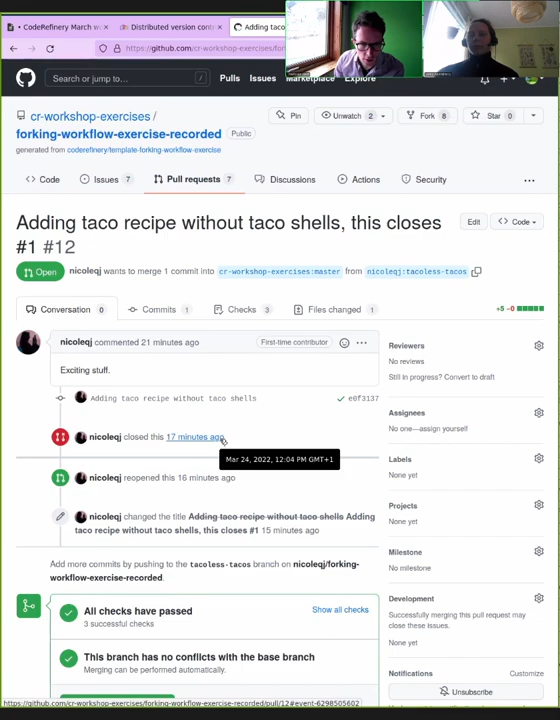 • CodeRefinery March w
Distributed version cont
Adding taco
https://github.com/cr-workshop-exercises/for
Search or jump to...
/
Pulls
Issues
Marketplace
Explore
cr-workshop-exercises /
forking-workflow-exercise-recorded
Public
generated from coderefinery/template-forking-workflow-exercise
Pin
Unwatch 2
Fork 8
Star 0
Code
Issues 7
Pull requests 7
Discussions
Actions
Security
...
Adding taco recipe without taco shells, this closes
#1 #12
Edit
Code
Open
nicoleqj wants to merge 1 commit into cr-workshop-exercises:master from nicoleqj:tacoless-tacos
Conversation 0
Commits 1
Checks 3
Files changed 1
+5 −0
nicoleqj commented 21 minutes ago
First-time contributor
...
Exciting stuff.
Adding taco recipe without taco shells
e0f3137
nicoleqj closed this 17 minutes ago
Mar 24, 2022, 12:04 PM GMT+1
nicoleqj reopened this 16 minutes ago
nicoleqj changed the title Adding taco recipe without taco shells Adding
taco recipe without taco shells, this closes #1 15 minutes ago
Add more commits by pushing to the tacoless-tacos branch on nicoleqj/forking-
workflow-exercise-recorded.
All checks have passed
3 successful checks
Show all checks
This branch has no conflicts with the base branch
Merging can be performed automatically.
Reviewers
No reviews
Still in progress? Convert to draft
Assignees
No one—assign yourself
Labels
None yet
Projects
None yet
Milestone
No milestone
Development
Successfully merging this pull request may
close these issues.
None yet
Notifications
Customize
Unsubscribe
https://github.com/cr-workshop-exercises/forking-workflow-exercise-recorded/pull/12#event-6298505602